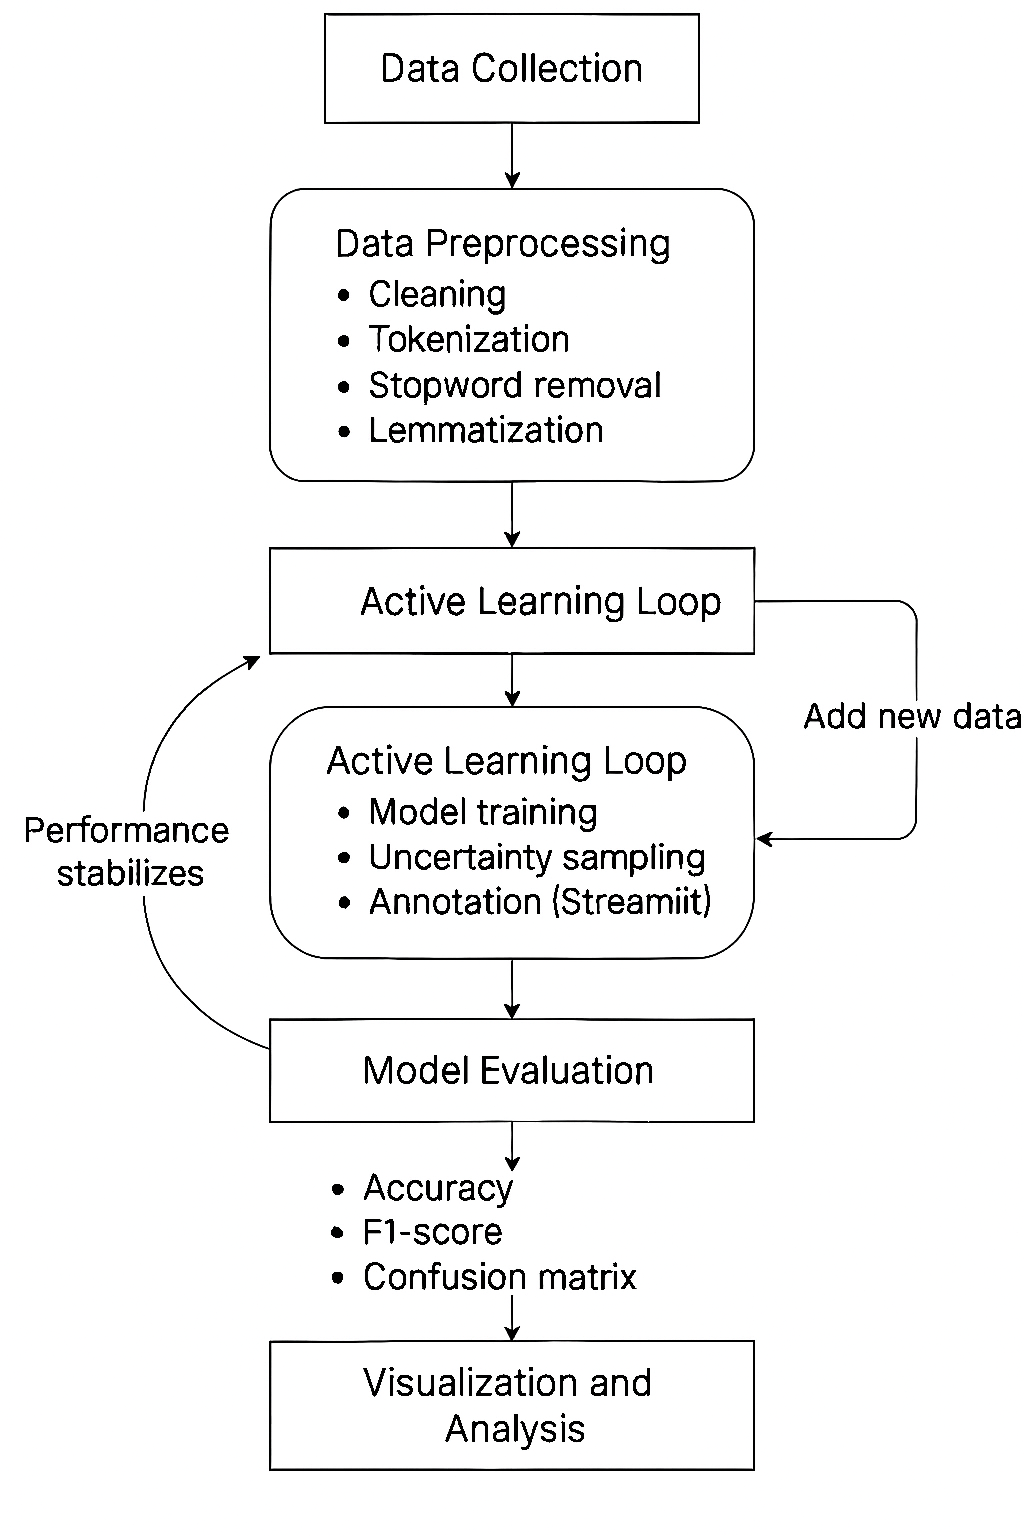 Data Collection
Data Preprocessing
• Cleaning
• Tokenization
• Stopword removal
• Lemmatization
Active Learning Loop
Add new data
Active Learning Loop
• Model training
• Uncertainty sampling
• Annotation (Streamiit)
Performance
stabilizes
Model Evaluation
• Accuracy
• F1-score
• Confusion matrix
Visualization and
Analysis